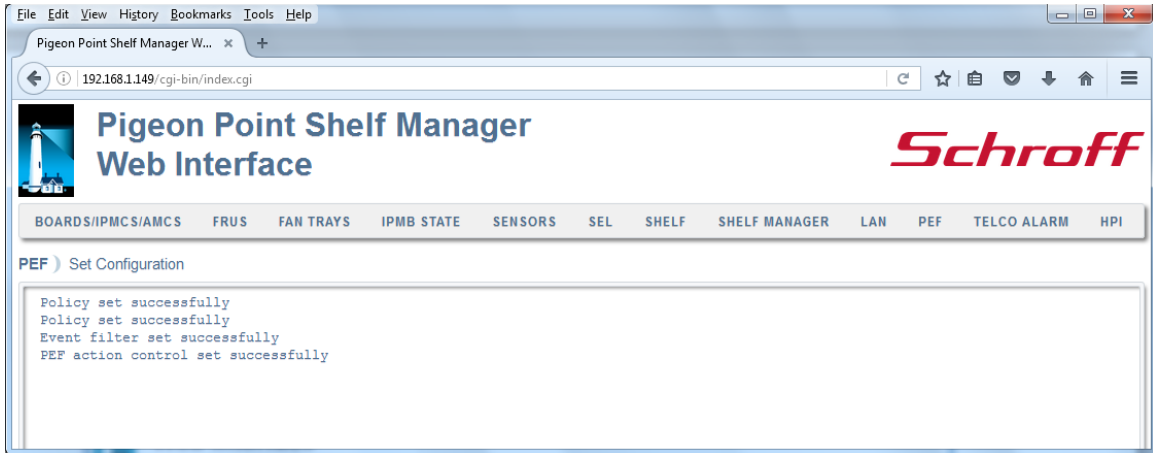 File Edit View History Bookmarks Tools Help
Pigeon Point Shelf Manager W... × +
192.168.1.149/cgi-bin/index.cgi
Pigeon Point Shelf Manager
Web Interface
Schroff
BOARDS/IPMCS/AMCS FRUS FAN TRAYS IPMB STATE SENSORS SEL SHELF SHELF MANAGER LAN PEF TELCO ALARM HPI
PEF ) Set Configuration
Policy set successfully
Policy set successfully
Event filter set successfully
PEF action control set successfully